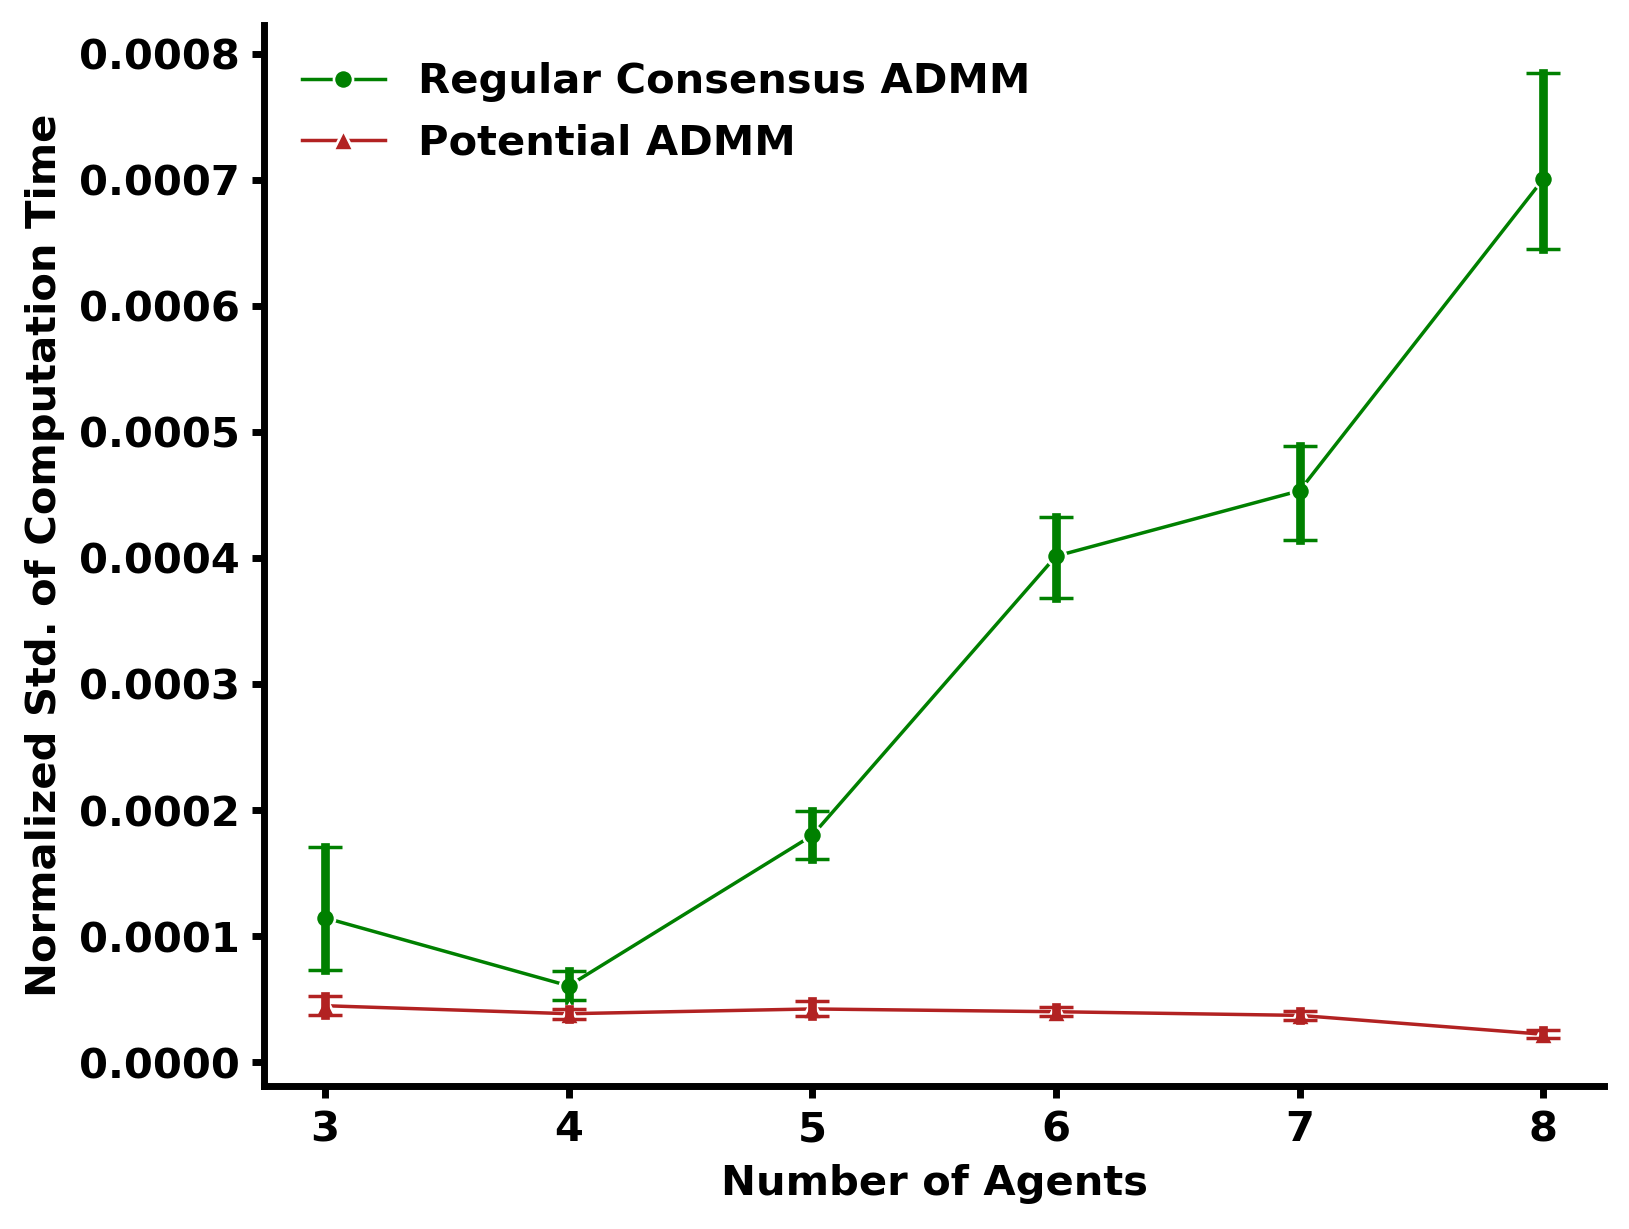 Regular Consensus ADMM
Potential ADMM
Normalized Std. of Computation Time
0.0008
0.0007
0.0006
0.0005
0.0004
0.0003
0.0002
0.0001
0.0000
3 4 5 6 7 8
Number of Agents